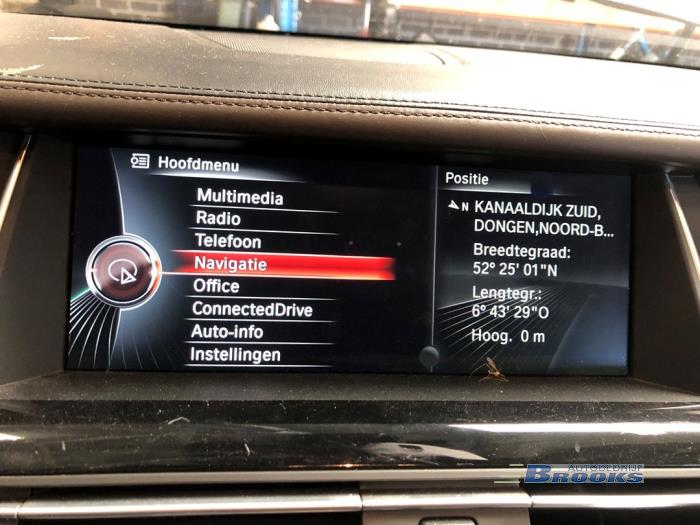 Hoofdmenu
Multimedia
Radio
Telefoon
Navigatie
Office
ConnectedDrive
Auto-info
Instellingen
Positie
N KANAALDIJK ZUID,
DONGEN,NOORD-B...
Breedtegraad:
52° 25' 01"N
Lengtegr.:
6° 43' 29"O
Hoog. 0 m
AUTOBEDRIJF
BROOKS